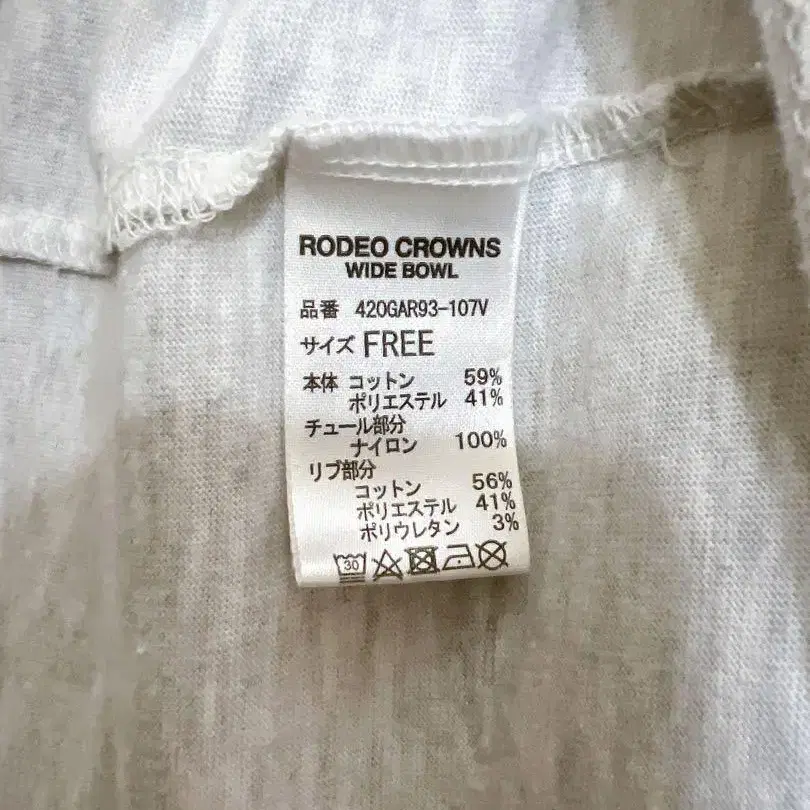 RODEO CROWNS
WIDE BOWL
品番 420GAR93-107V
サイズ FREE
本体 コットン 59%
ポリエステル 41%
チュール部分
ナイロン 100%
リブ部分
コットン 56%
ポリエステル 41%
ポリウレタン 3%
30